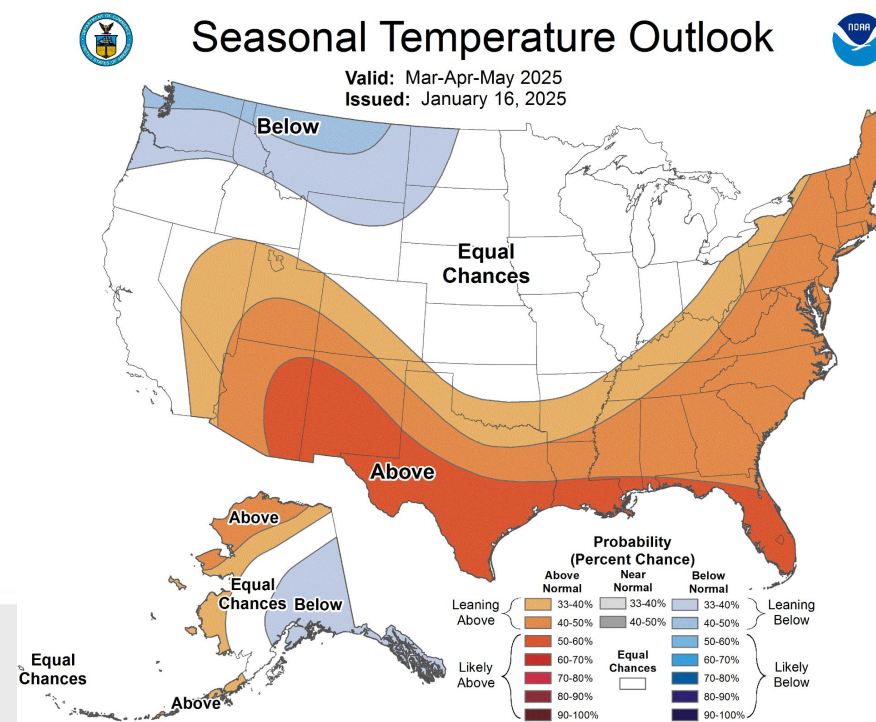 Seasonal Temperature Outlook
NOAA
Valid: Mar-Apr-May 2025
Issued: January 16, 2025
Below
Equal
Chances
Above
Above
Equal
Chances
Below
Equal
Chances
Above
Probability
(Percent Chance)
Above
Normal
Near
Normal
Below
Normal
Leaning
Above
33-40%
33-40%
33-40%
Leaning
Below
40-50%
40-50%
40-50%
Likely
Above
50-60%
50-60%
Likely
Below
60-70%
Equal
Chances
60-70%
70-80%
70-80%
80-90%
80-90%
90-100%
90-100%